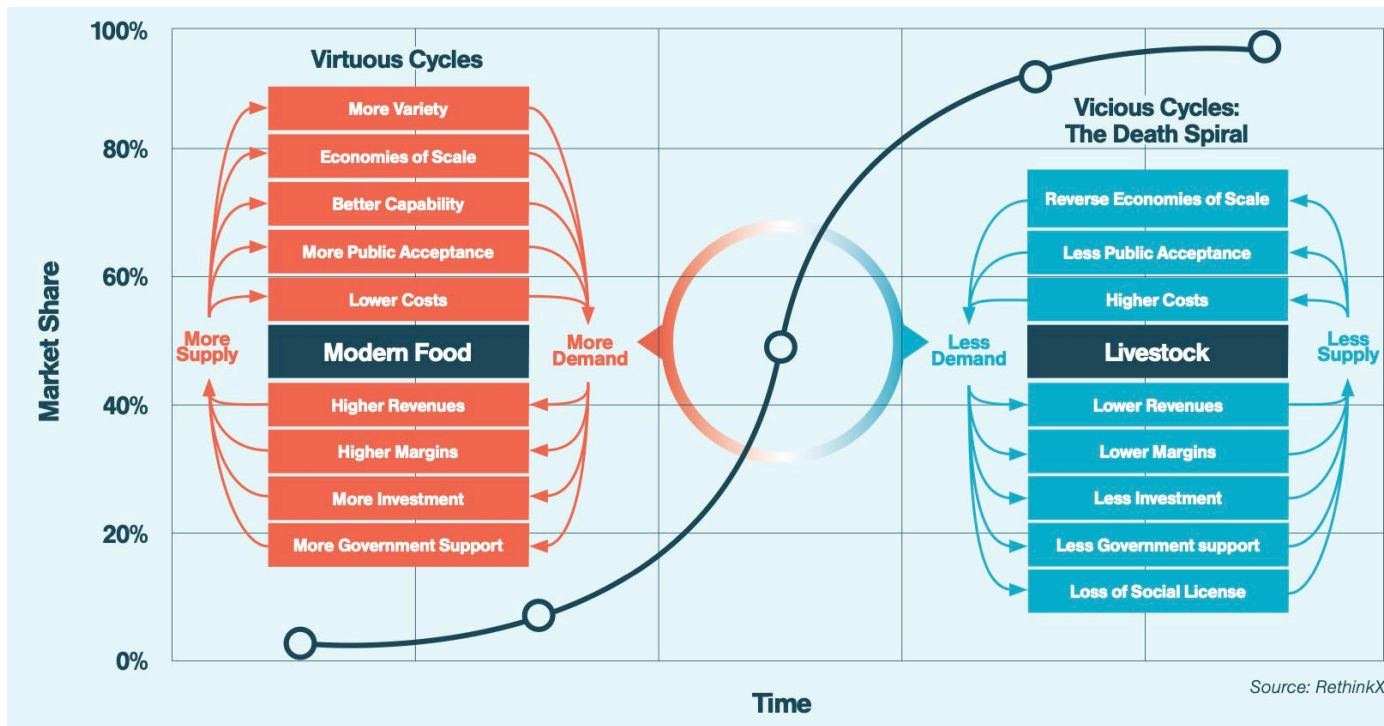 100%
80%
60%
40%
20%
0%
Market Share
Time
Virtuous Cycles
More Variety
Economies of Scale
Better Capability
More Public Acceptance
Lower Costs
More
Supply
Modern Food
More
Demand
Higher Revenues
Higher Margins
More Investment
More Government Support
Vicious Cycles:
The Death Spiral
Reverse Economies of Scale
Less Public Acceptance
Higher Costs
Less
Demand
Livestock
Less
Supply
Lower Revenues
Lower Margins
Less Investment
Less Government support
Loss of Social License
Source: RethinkX